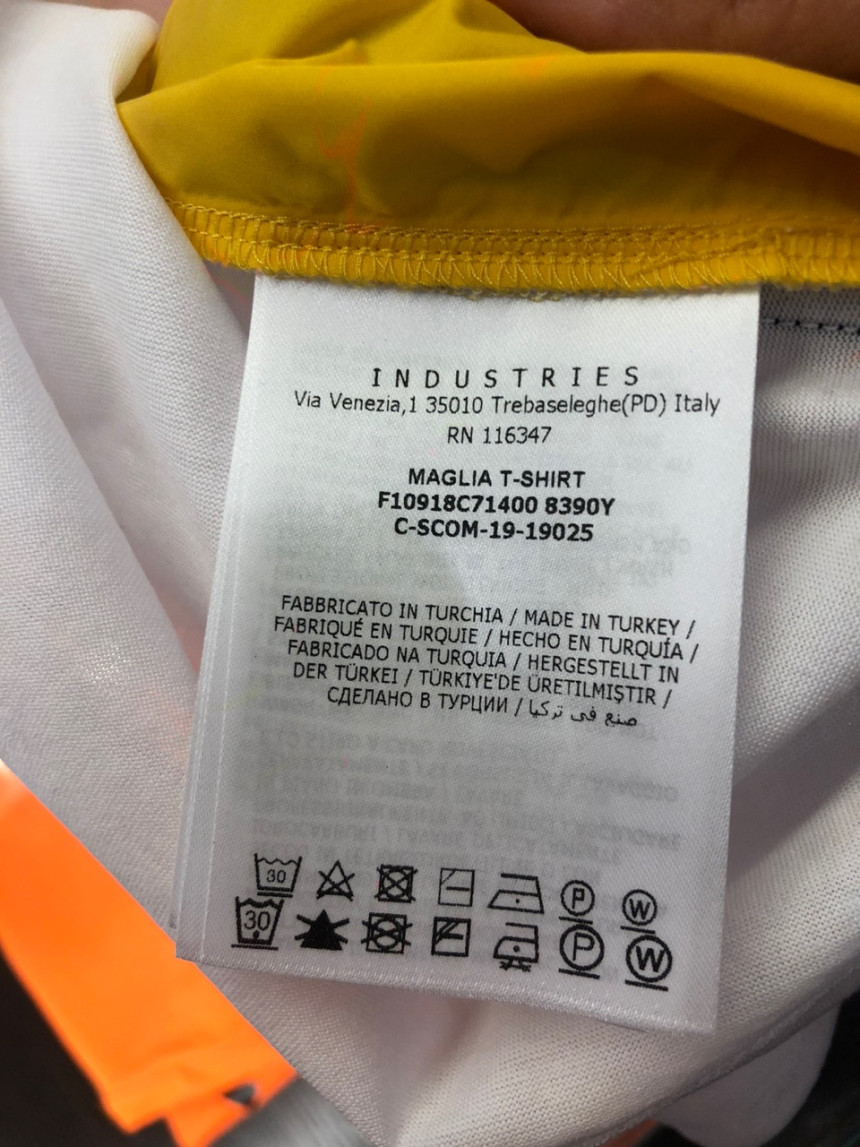 INDUSTRIES
Via Venezia,1 35010 Trebaseleghe(PD) Italy
RN 116347
MAGLIA T-SHIRT
F10918C71400 8390Y
C-SCOM-19-19025
FABBRICATO IN TURCHIA / MADE IN TURKEY /
FABRIQUÉ EN TURQUIE / HECHO EN TURQUÍA /
FABRICADO NA TURQUIA / HERGESTELLT IN
DER TÜRKEI / TÜRKIYE'DE ÜRETILMIŞTIR /
СДЕЛАНО В ТУРЦИИ / صنع في تركيا
30 P W
30 P W